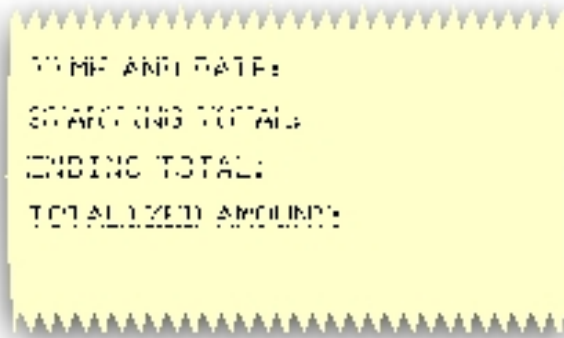 TIME AND DATE:
STARTING TOTAL:
ENDING TOTAL:
TOTALIZED AMOUNT: